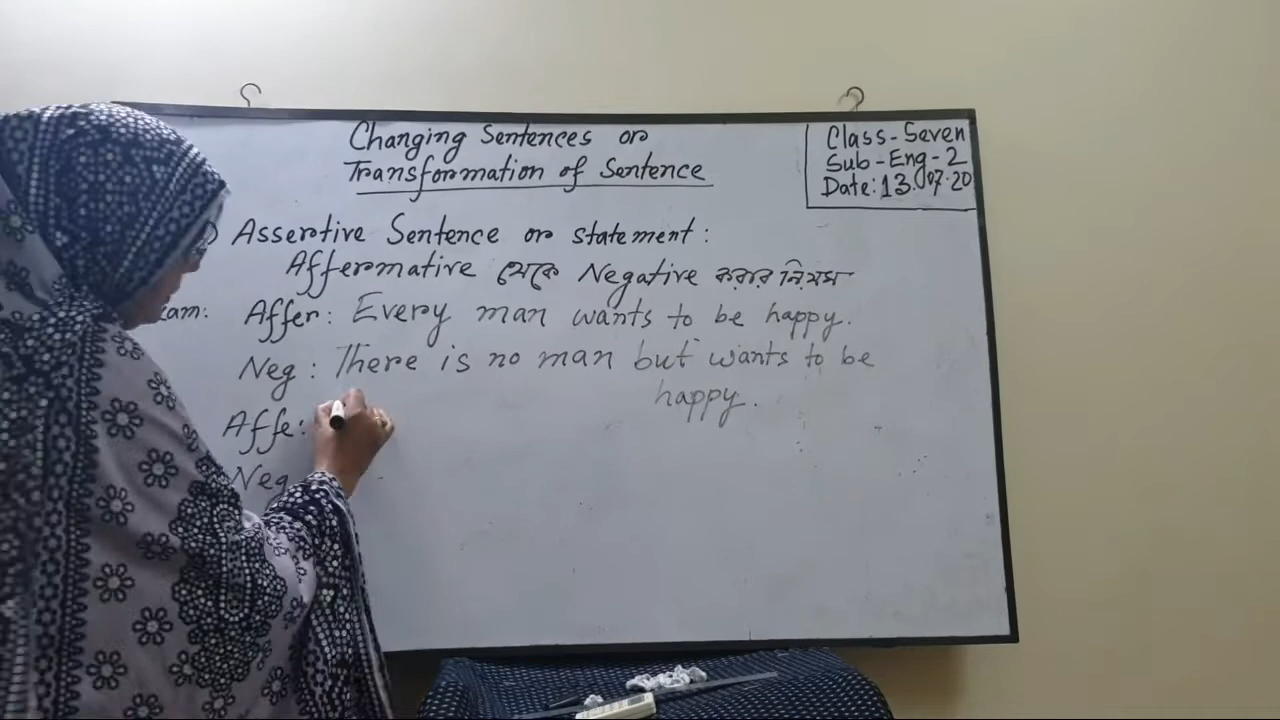 Changing Sentences or
Transformation of Sentence
Class-Seven
Sub-Eng-2
Date: 13.07.20
Assertive Sentence or statement:
Affermative থেকে Negative করার নিয়ম
Affer: Every man wants to be happy.
Neg: There is no man but wants to be
happy.
Affe:
Neg